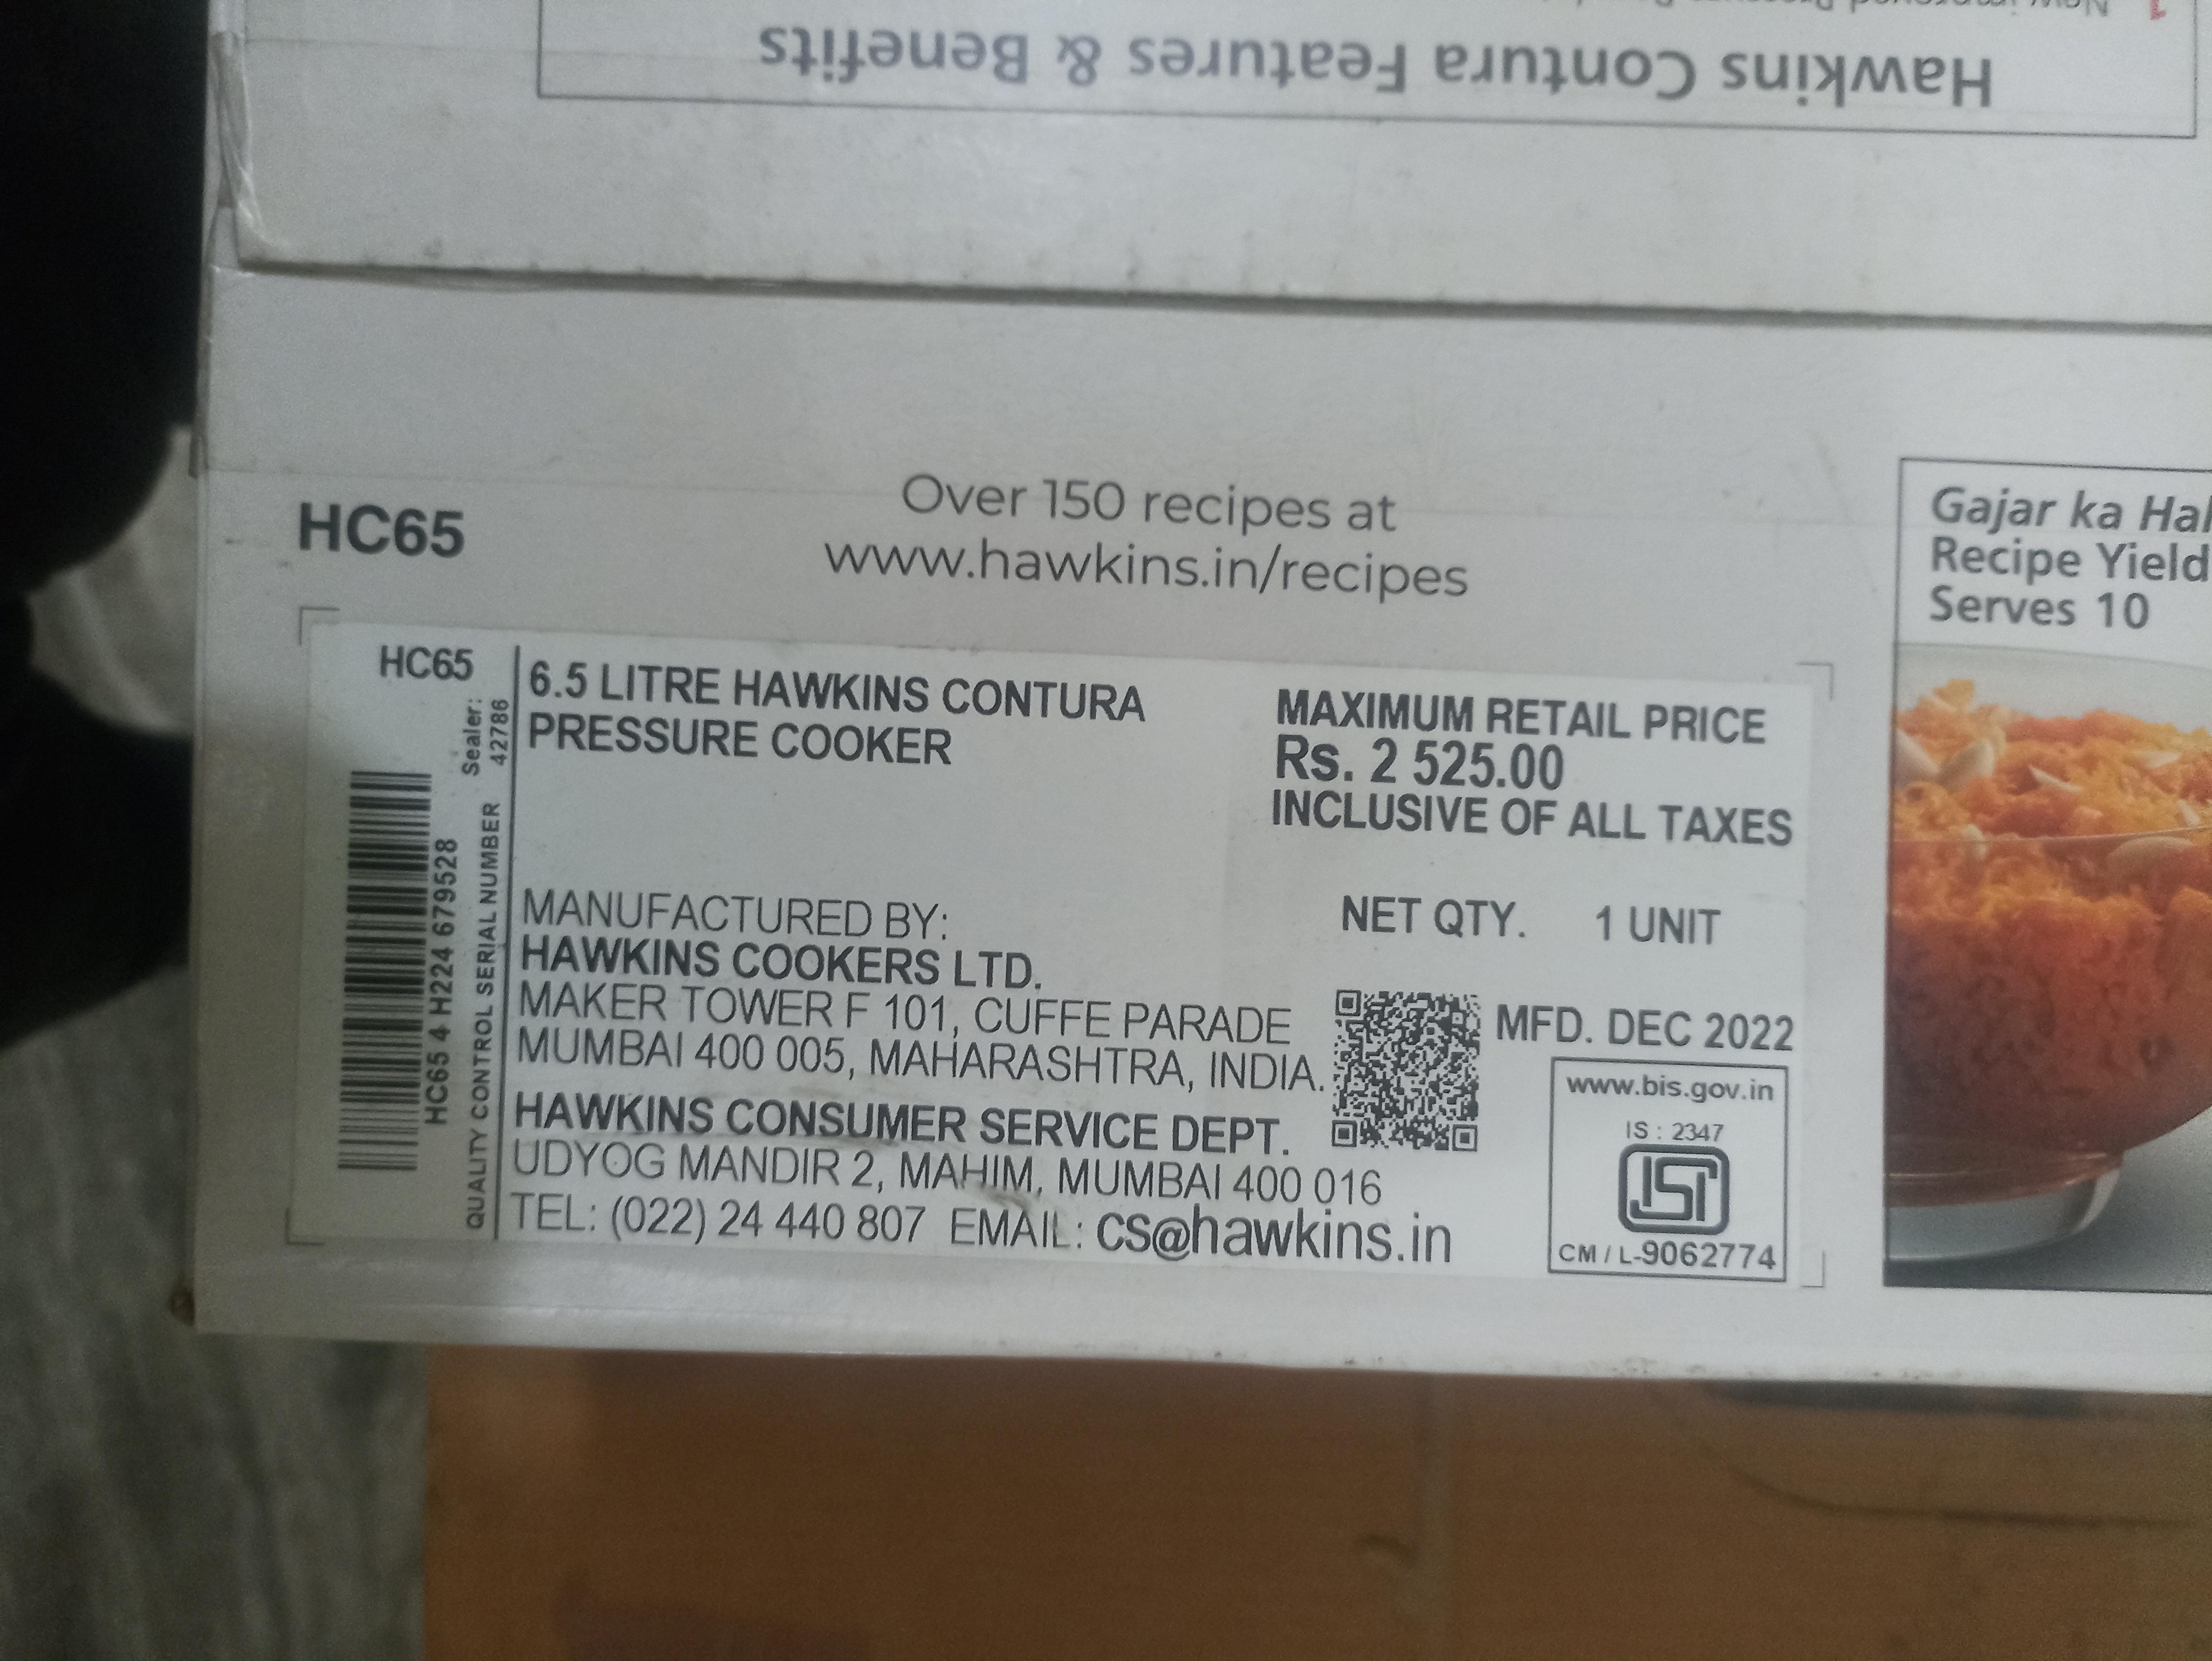 Hawkins Contura Features & Benefits
HC65
Over 150 recipes at
www.hawkins.in/recipes
Gajar ka
Recipe Yield
Serves 10
HC65
Sealer:
42786
HC65 4 H224 679528
QUALITY CONTROL SERIAL NUMBER
6.5 LITRE HAWKINS CONTURA
PRESSURE COOKER
MAXIMUM RETAIL PRICE
Rs. 2 525.00
INCLUSIVE OF ALL TAXES
MANUFACTURED BY:
HAWKINS COOKERS LTD.
MAKER TOWER F 101, CUFFE PARADE
MUMBAI 400 005, MAHARASHTRA, INDIA.
NET QTY. 1 UNIT
MFD. DEC 2022
HAWKINS CONSUMER SERVICE DEPT.
UDYOG MANDIR 2, MAHIM, MUMBAI 400 016
TEL: (022) 24 440 807 EMAIL: cs@hawkins.in
www.bis.gov.in
IS : 2347
ISI
CM / L-9062774